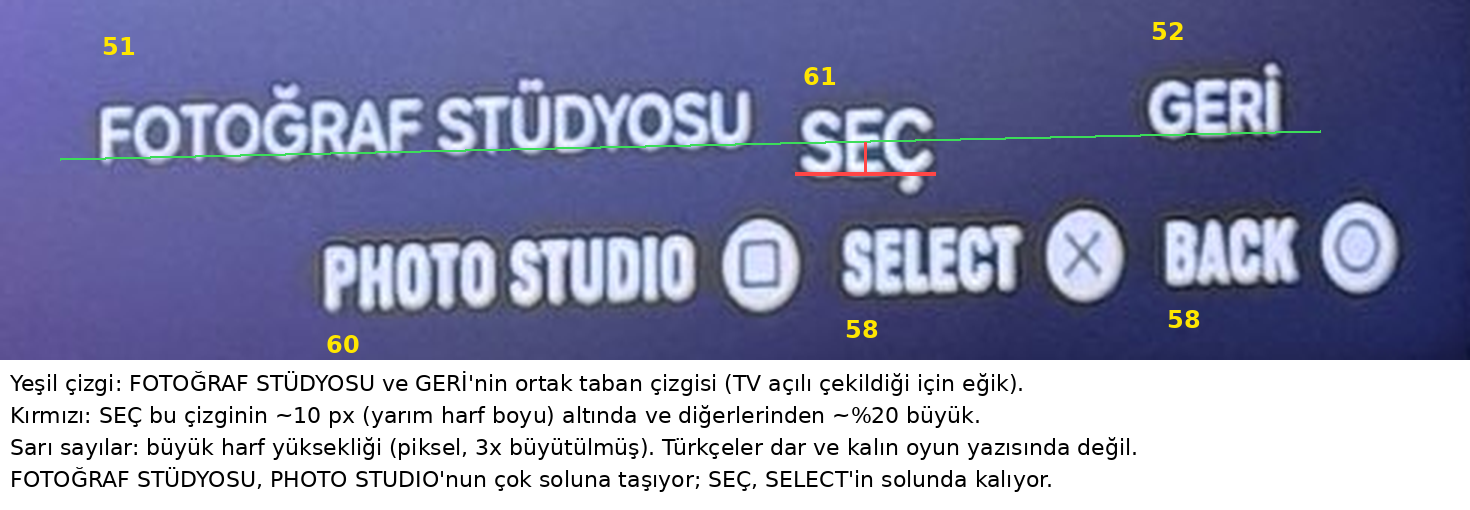 51
52
61
FOTOĞRAF STÜDYOSU SEÇ GERİ
PHOTO STUDIO SELECT BACK
60
58
58
Yeşil çizgi: FOTOĞRAF STÜDYOSU ve GERİ'nin ortak taban çizgisi (TV açılı çekildiği için eğik).
Kırmızı: SEÇ bu çizginin ~10 px (yarım harf boyu) altında ve diğerlerinden ~%20 büyük.
Sarı sayılar: büyük harf yüksekliği (piksel, 3x büyütülmüş). Türkçeler dar ve kalın oyun yazısında değil.
FOTOĞRAF STÜDYOSU, PHOTO STUDIO'nun çok soluna taşıyor; SEÇ, SELECT'in solunda kalıyor.